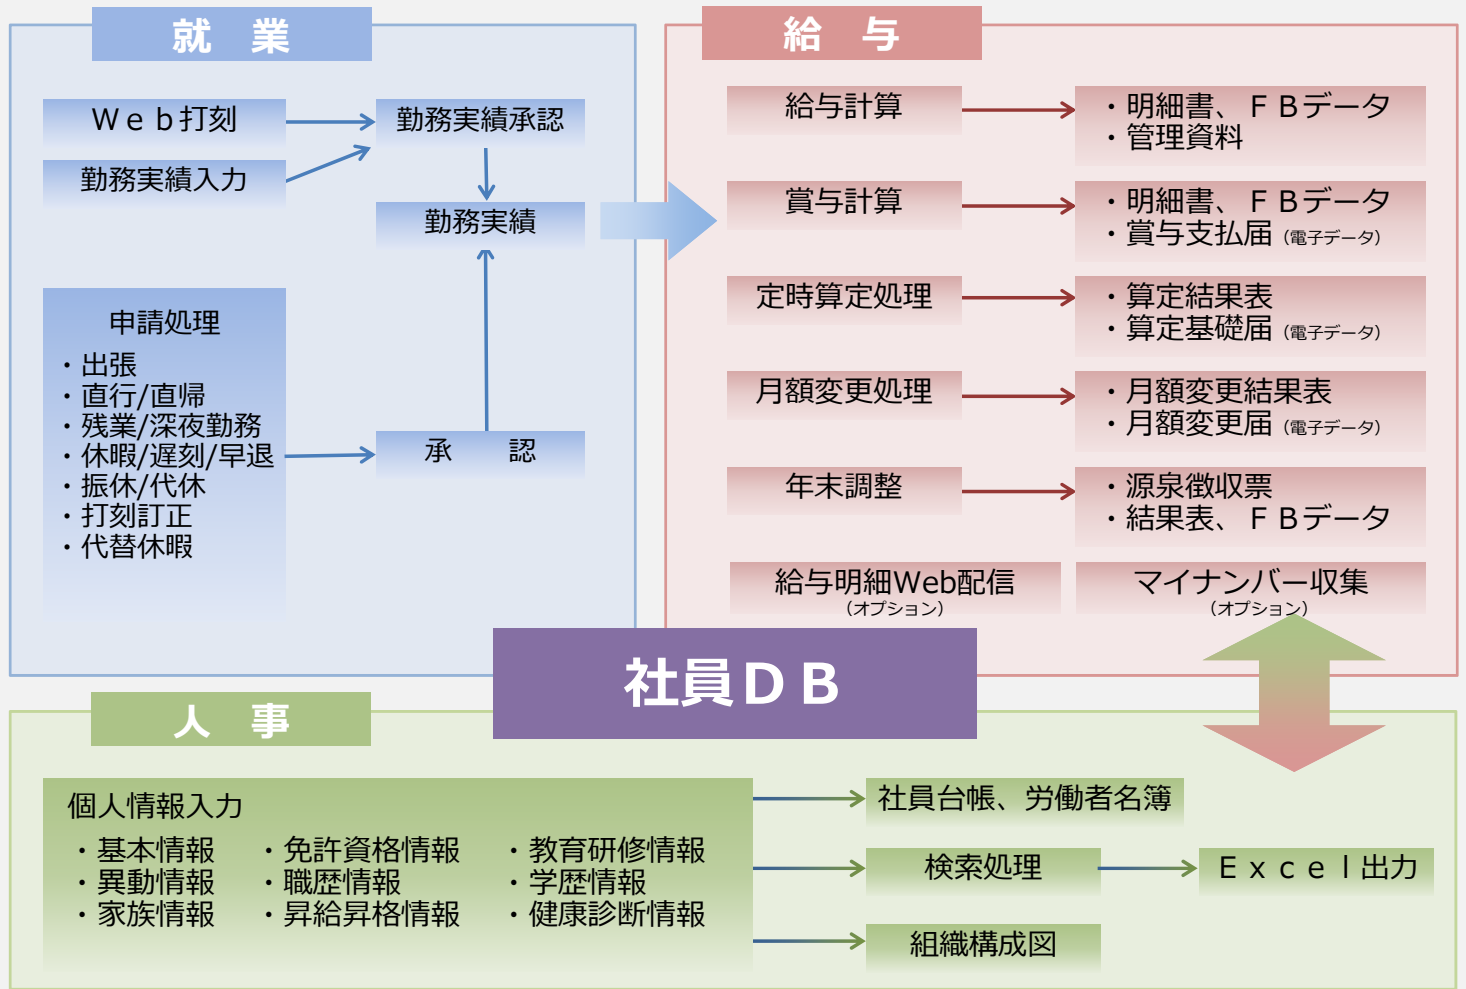 就　業
Ｗｅｂ打刻
勤務実績入力
勤務実績承認
勤務実績
申請処理
・出張
・直行/直帰
・残業/深夜勤務
・休暇/遅刻/早退
・振休/代休
・打刻訂正
・代替休暇
承　　認
給　与
給与計算
・明細書、ＦＢデータ
・管理資料
賞与計算
・明細書、ＦＢデータ
・賞与支払届（電子データ）
定時算定処理
・算定結果表
・算定基礎届（電子データ）
月額変更処理
・月額変更結果表
・月額変更届（電子データ）
年末調整
・源泉徴収票
・結果表、ＦＢデータ
給与明細Web配信
（オプション）
マイナンバー収集
（オプション）
社員ＤＢ
人　事
個人情報入力
・基本情報　・免許資格情報　・教育研修情報
・異動情報　・職歴情報　・学歴情報
・家族情報　・昇給昇格情報　・健康診断情報
社員台帳、労働者名簿
検索処理
Ｅｘｃｅｌ出力
組織構成図